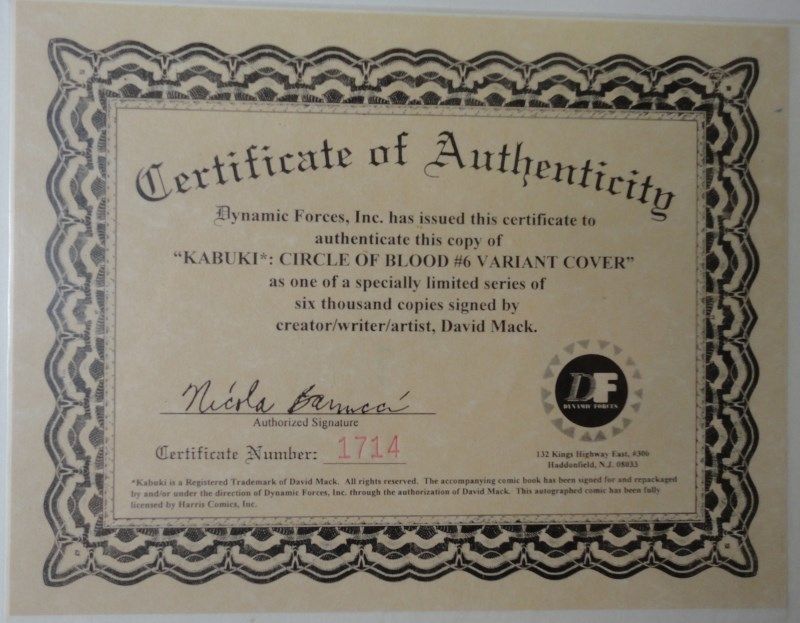 Certificate of Authenticity
Dynamic Forces, Inc. has issued this certificate to
authenticate this copy of
"KABUKI*: CIRCLE OF BLOOD #6 VARIANT COVER"
as one of a specially limited series of
six thousand copies signed by
creator/writer/artist, David Mack.
DF
DYNAMIC FORCES
Nicola Barrucci
Authorized Signature
Certificate Number: 1714
132 Kings Highway East, #300
Haddonfield, N.J. 08033
*Kabuki is a Registered Trademark of David Mack. All rights reserved. The accompanying comic book has been signed for and repackaged
by and/or under the direction of Dynamic Forces, Inc. through the authorization of David Mack. This autographed comic has been fully
licensed by Harris Comics, Inc.